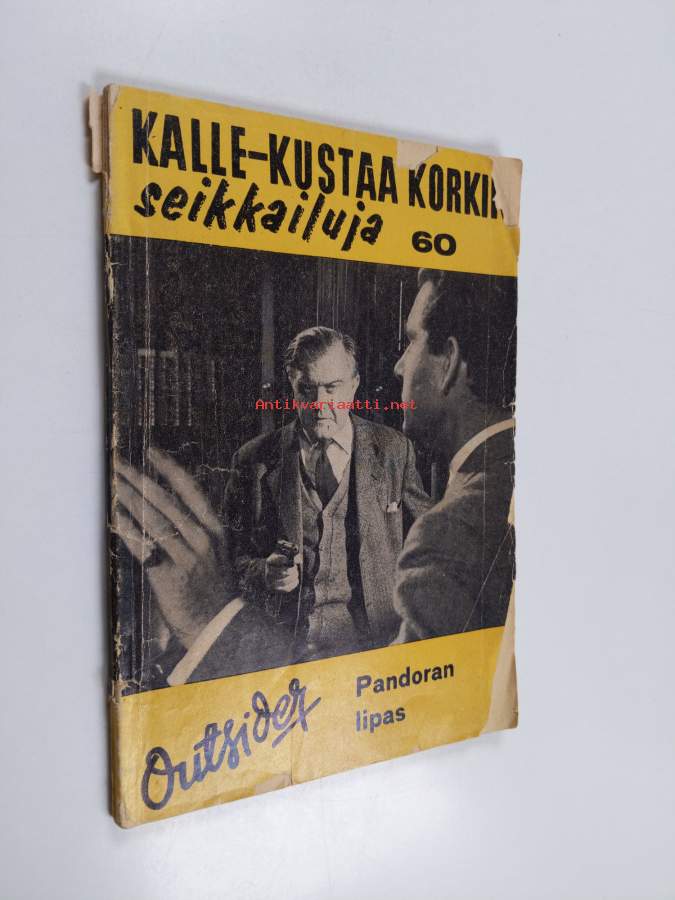 KALLE-KUSTAA KORKIN
seikkailuja 60
Antikvariaatti.net
Outsider
Pandoran
lipas